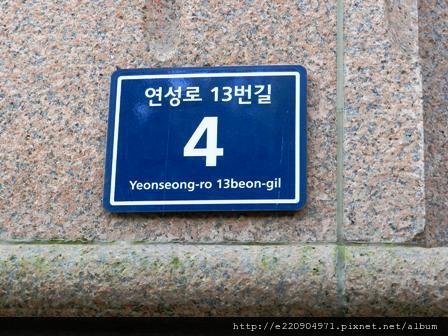 연성로 13번길
4
Yeonseong-ro 13beon-gil
http://e220904971.pixnet.net/album